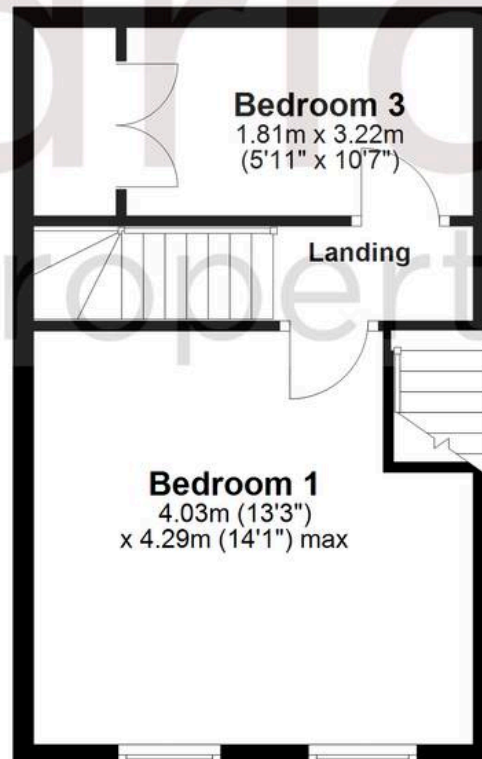 Bedroom 3
1.81m x 3.22m
(5'11" x 10'7")
Landing
Bedroom 1
4.03m (13'3")
x 4.29m (14'1") max